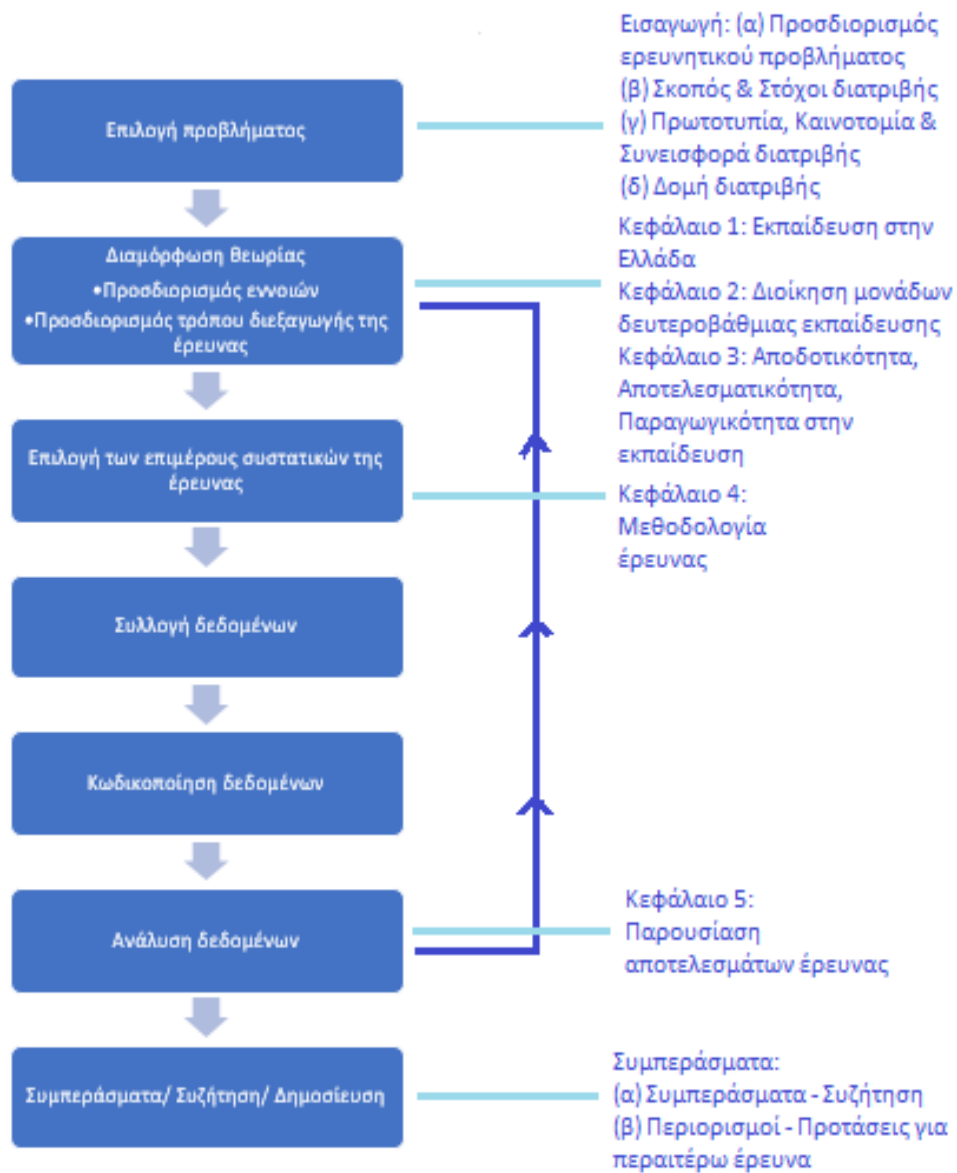 Εισαγωγή: (α) Προσδιορισμός
ερευνητικού προβλήματος
(β) Σκοπός & Στόχοι διατριβής
(γ) Πρωτοτυπία, Καινοτομία &
Συνεισφορά διατριβής
(δ) Δομή διατριβής
Επιλογή προβλήματος
Διαμόρφωση θεωρίας
•Προσδιορισμός εννοιών
•Προσδιορισμός τρόπου διεξαγωγής της
έρευνας
Κεφάλαιο 1: Εκπαίδευση στην
Ελλάδα
Κεφάλαιο 2: Διοίκηση μονάδων
δευτεροβάθμιας εκπαίδευσης
Κεφάλαιο 3: Αποδοτικότητα,
Αποτελεσματικότητα,
Παραγωγικότητα στην
εκπαίδευση
Επιλογή των επιμέρους συστατικών της
έρευνας
Κεφάλαιο 4:
Μεθοδολογία
έρευνας
Συλλογή δεδομένων
Κωδικοποίηση δεδομένων
Ανάλυση δεδομένων
Κεφάλαιο 5:
Παρουσίαση
αποτελεσμάτων έρευνας
Συμπεράσματα/ Συζήτηση/ Δημοσίευση
Συμπεράσματα:
(α) Συμπεράσματα - Συζήτηση
(β) Περιορισμοί - Προτάσεις για
περαιτέρω έρευνα